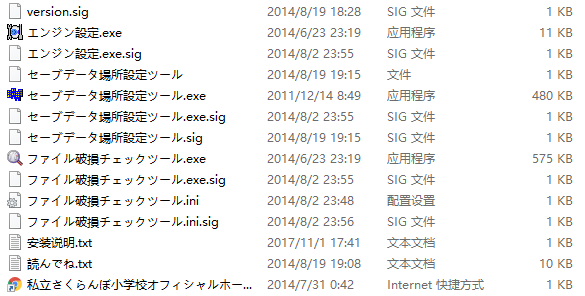 version.sig 2014/8/19 18:28 SIG 文件 1 KB
エンジン設定.exe 2014/6/23 23:19 应用程序 11 KB
エンジン設定.exe.sig 2014/8/2 23:55 SIG 文件 1 KB
セーブデータ場所設定ツール 2014/8/19 19:15 文件 1 KB
セーブデータ場所設定ツール.exe 2011/12/14 8:49 应用程序 480 KB
セーブデータ場所設定ツール.exe.sig 2014/8/2 23:55 SIG 文件 1 KB
セーブデータ場所設定ツール.sig 2014/8/19 19:15 SIG 文件 1 KB
ファイル破損チェックツール.exe 2014/6/23 23:19 应用程序 575 KB
ファイル破損チェックツール.exe.sig 2014/8/2 23:55 SIG 文件 1 KB
ファイル破損チェックツール.ini 2014/8/2 23:48 配置设置 1 KB
ファイル破損チェックツール.ini.sig 2014/8/2 23:56 SIG 文件 1 KB
安装说明.txt 2017/11/1 17:41 文本文档 1 KB
読んでね.txt 2014/8/19 19:08 文本文档 10 KB
私立さくらんぼ小学校オフィシャルホー... 2014/7/31 0:42 Internet 快捷方式 1 KB